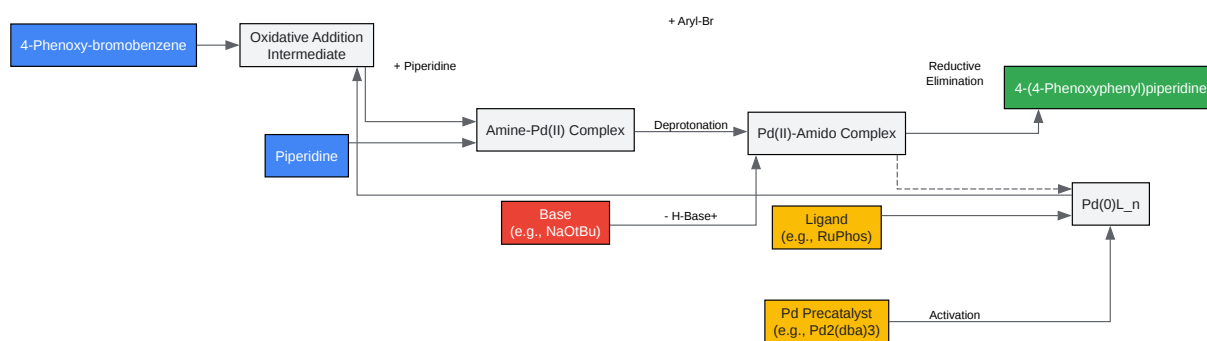 + Aryl-Br
4-Phenoxy-bromobenzene
Oxidative Addition
Intermediate
+ Piperidine
Reductive
Elimination
4-(4-Phenoxyphenyl)piperidine
Amine-Pd(II) Complex
Deprotonation
Pd(II)-Amido Complex
Piperidine
Pd(0)L_n
Base
(e.g., NaOtBu)
- H-Base+
Ligand
(e.g., RuPhos)
Pd Precatalyst
(e.g., Pd2(dba)3)
Activation